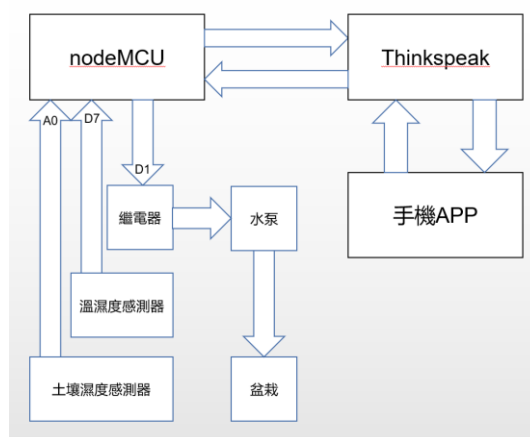 nodeMCU
Thinkspeak
A0
D7
D1
繼電器
水泵
手機APP
溫濕度感測器
土壤濕度感測器
盆栽